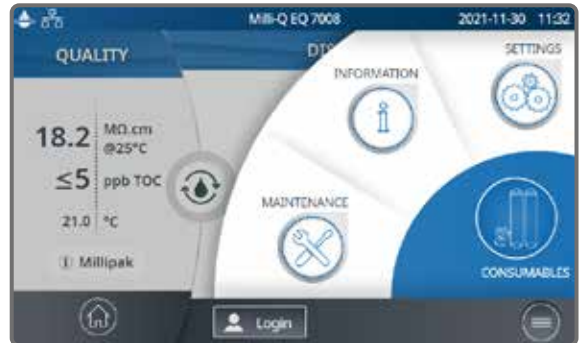 Milli-Q EQ 7008
2021-11-30 11:32
QUALITY
DIS
SETTINGS
INFORMATION
18.2 MΩ.cm
@25°C
≤5 ppb TOC
21.0 °C
MAINTENANCE
CONSUMABLES
Millipak
Login